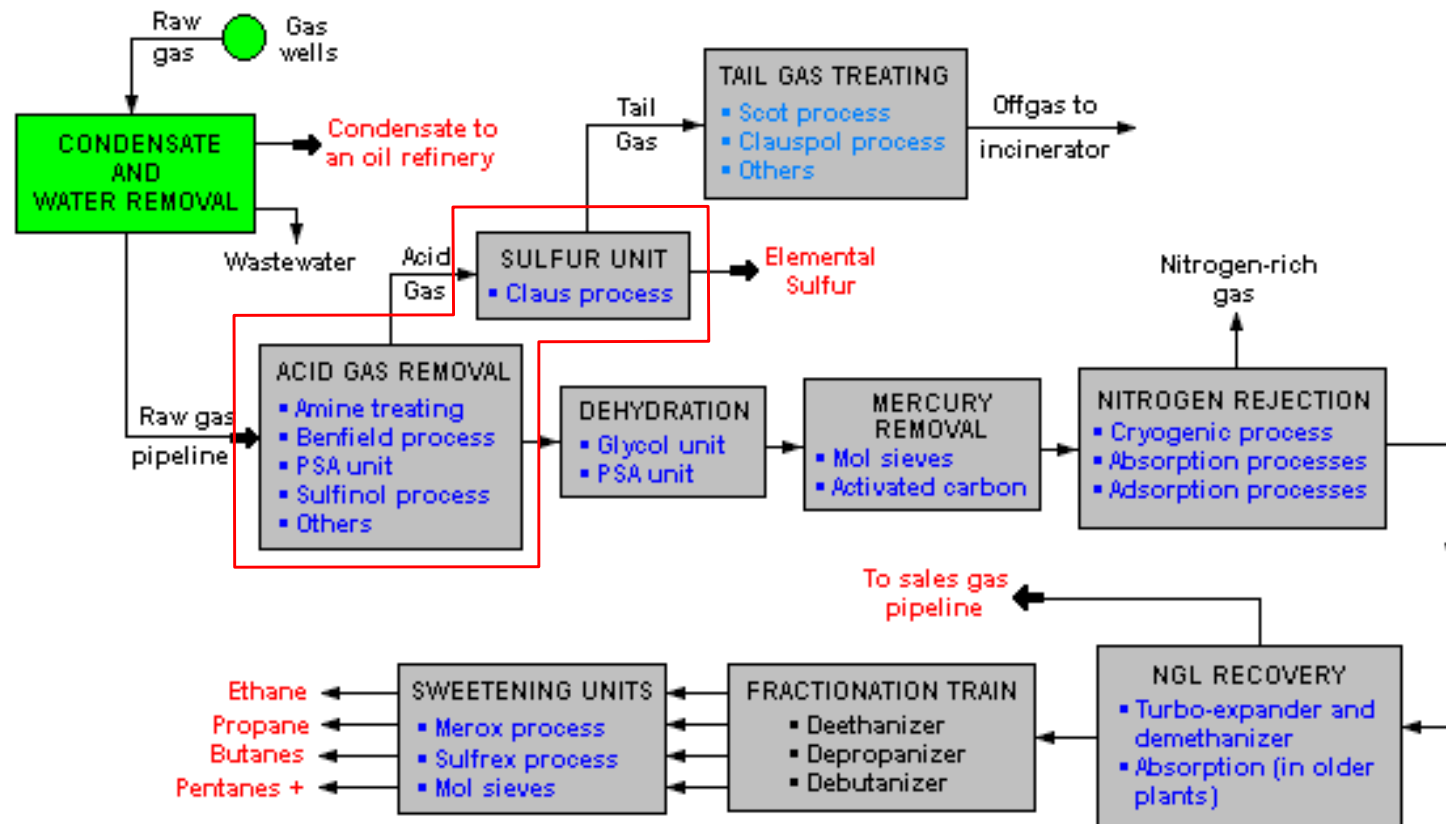 Raw
gas
Gas
wells
CONDENSATE
AND
WATER REMOVAL
Condensate to
an oil refinery
Wastewater
Tail
Gas
TAIL GAS TREATING
▪ Scot process
▪ Clauspol process
▪ Others
Offgas to
incinerator
Acid
Gas
SULFUR UNIT
▪ Claus process
Elemental
Sulfur
Raw gas
pipeline
ACID GAS REMOVAL
▪ Amine treating
▪ Benfield process
▪ PSA unit
▪ Sulfinol process
▪ Others
DEHYDRATION
▪ Glycol unit
▪ PSA unit
MERCURY
REMOVAL
▪ Mol sieves
▪ Activated carbon
Nitrogen-rich
gas
NITROGEN REJECTION
▪ Cryogenic process
▪ Absorption processes
▪ Adsorption processes
To sales gas
pipeline
NGL RECOVERY
▪ Turbo-expander and
demethanizer
▪ Absorption (in older
plants)
FRACTIONATION TRAIN
▪ Deethanizer
▪ Depropanizer
▪ Debutanizer
SWEETENING UNITS
▪ Merox process
▪ Sulfrex process
▪ Mol sieves
Ethane
Propane
Butanes
Pentanes +